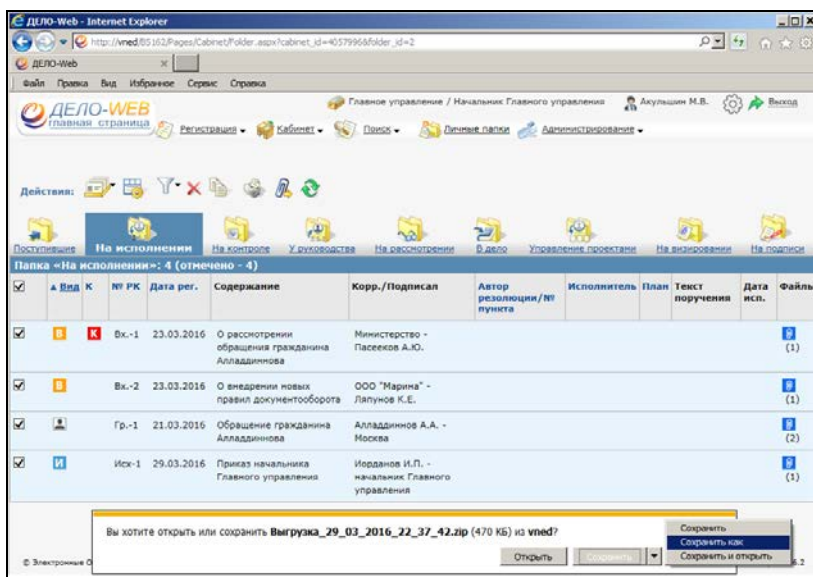 ДЕЛО-Web - Internet Explorer
http://vned/85162/Pages/Cabinet/Folder.aspx?cabinet_id=4057996&folder_id=2
ДЕЛО-Web
Файл Правка Вид Избранное Сервис Справка
Главное управление / Начальник Главного управления Акульшин М.В. Выход
ДЕЛО-WEB
главная страница
Регистрация Кабинет Поиск Личные папки Администрирование
Действия:
Поступившие На исполнении На контроле У руководства На рассмотрении В дело Управление проектами На визировании На подписи
Папка «На исполнении»: 4 (отмечено - 4)
Вид К № РК Дата рег. Содержание Корр./Подписал Автор резолюции/№ пункта Исполнитель План Текст поручения Дата исп. Файлы
В К Вх.-1 23.03.2016 О рассмотрении обращения гражданина Алладдиннова Министерство - Пасееков А.Ю. (1)
В Вх.-2 23.03.2016 О внедрении новых правил документооборота ООО "Марина" - Ляпунов К.Е. (1)
Гр.-1 21.03.2016 Обращение гражданина Алладдиннова Алладдиннов А.А. - Москва (2)
И Исх-1 29.03.2016 Приказ начальника Главного управления Иорданов И.П. - начальник Главного управления (1)
Вы хотите открыть или сохранить Выгрузка_29_03_2016_22_37_42.zip (470 КБ) из vned?
Открыть Сохранить
Сохранить
Сохранить как
Сохранить и открыть
© Электронные О
6.2